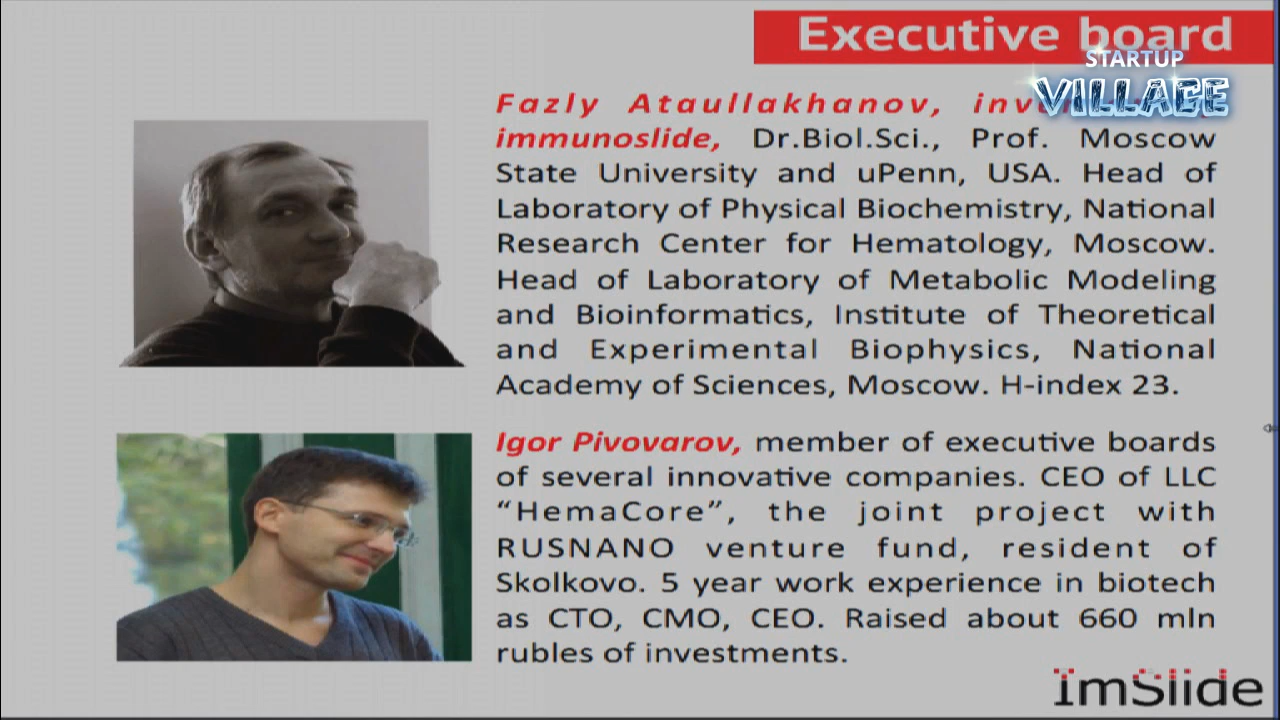 Executive board
STARTUP
VILLAGE
Fazly Ataullakhanov,
immunoslide, Dr.Biol.Sci., Prof. Moscow
State University and uPenn, USA. Head of
Laboratory of Physical Biochemistry, National
Research Center for Hematology, Moscow.
Head of Laboratory of Metabolic Modeling
and Bioinformatics, Institute of Theoretical
and Experimental Biophysics, National
Academy of Sciences, Moscow. H-index 23.
Igor Pivovarov, member of executive boards
of several innovative companies. CEO of LLC
“HemaCore”, the joint project with
RUSNANO venture fund, resident of
Skolkovo. 5 year work experience in biotech
as CTO, CMO, CEO. Raised about 660 mln
rubles of investments.
ImSlide